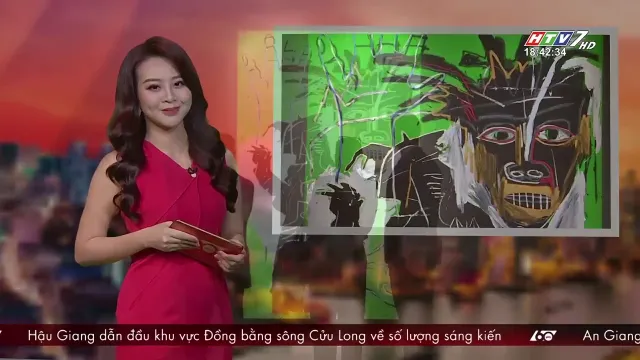 HTV7 HD
18:42:34
Hậu Giang dẫn đầu khu vực Đồng bằng sông Cửu Long về số lượng sáng kiến
60
An Giang